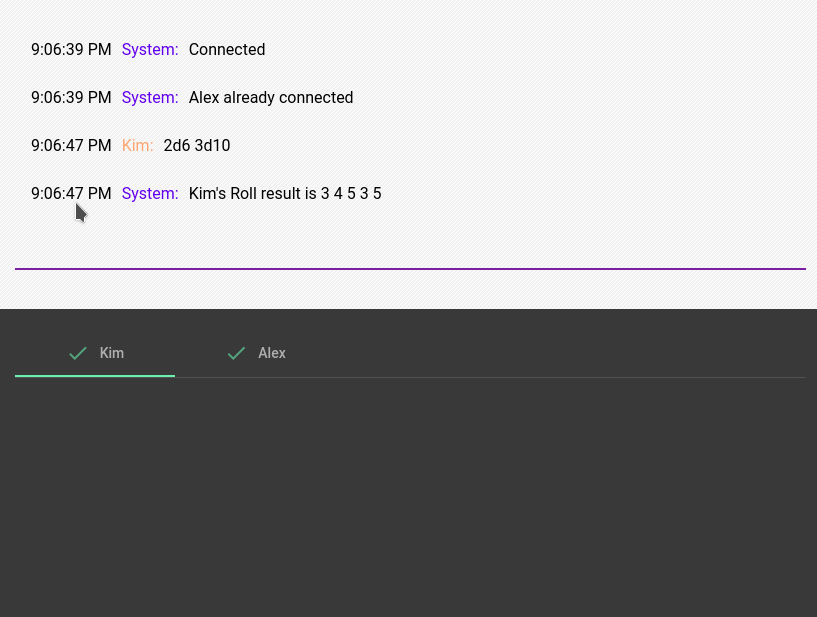 9:06:39 PM System: Connected
9:06:39 PM System: Alex already connected
9:06:47 PM Kim: 2d6 3d10
9:06:47 PM System: Kim's Roll result is 3 4 5 3 5
Kim Alex